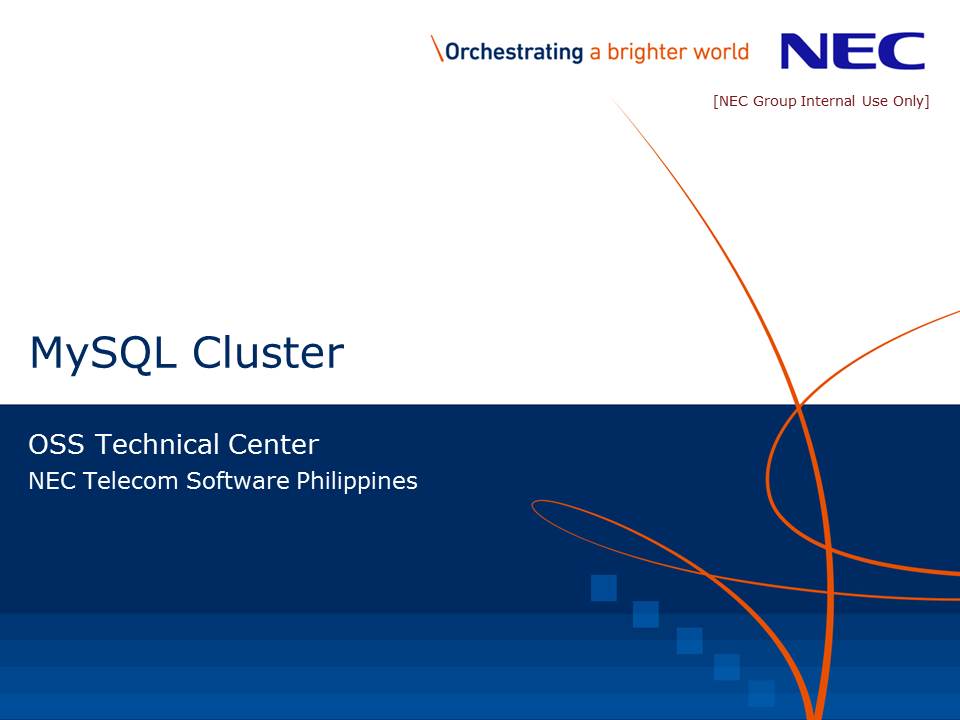 \Orchestrating a brighter world
NEC
[NEC Group Internal Use Only]
MySQL Cluster
OSS Technical Center
NEC Telecom Software Philippines